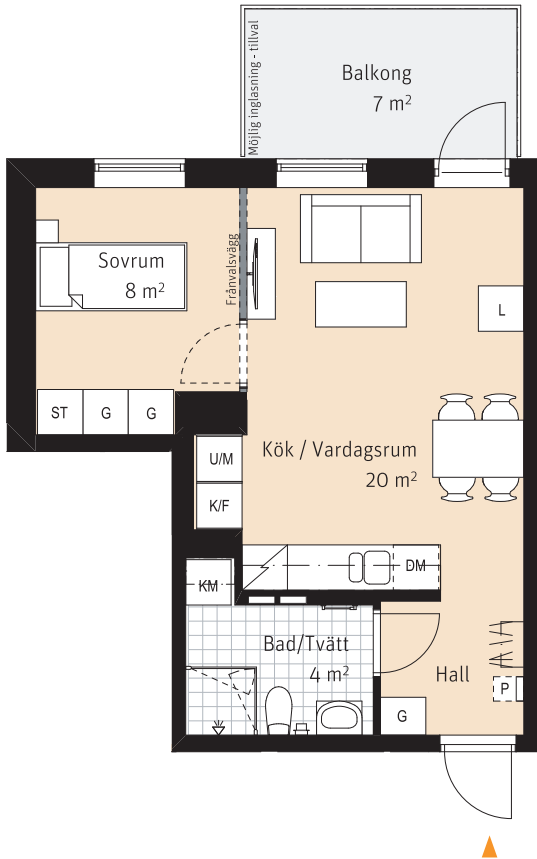 Möjlig inglasning - tillval
Balkong
7 m²
Frånvalsvägg
Sovrum
8 m²
L
ST
G
G
U/M
K/F
Kök / Vardagsrum
20 m²
DM
KM
Bad/Tvätt
4 m²
Hall
P
G